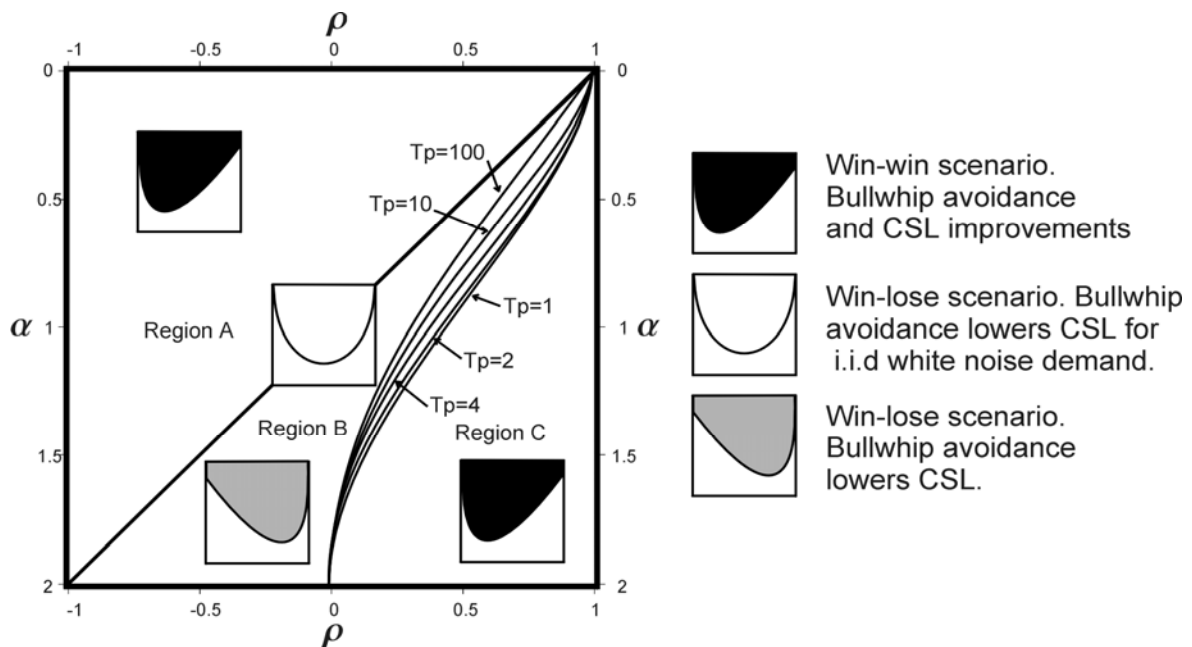 ρ
-1 -0.5 0 0.5 1
0 0
Tp=100
0.5 Tp=10 0.5
Tp=1
α 1 Region A 1 α
Tp=2
Tp=4
Region B Region C
1.5 1.5
2 2
-1 -0.5 0 0.5 1
ρ
Win-win scenario.
Bullwhip avoidance
and CSL improvements
Win-lose scenario. Bullwhip
avoidance lowers CSL for
i.i.d white noise demand.
Win-lose scenario.
Bullwhip avoidance
lowers CSL.